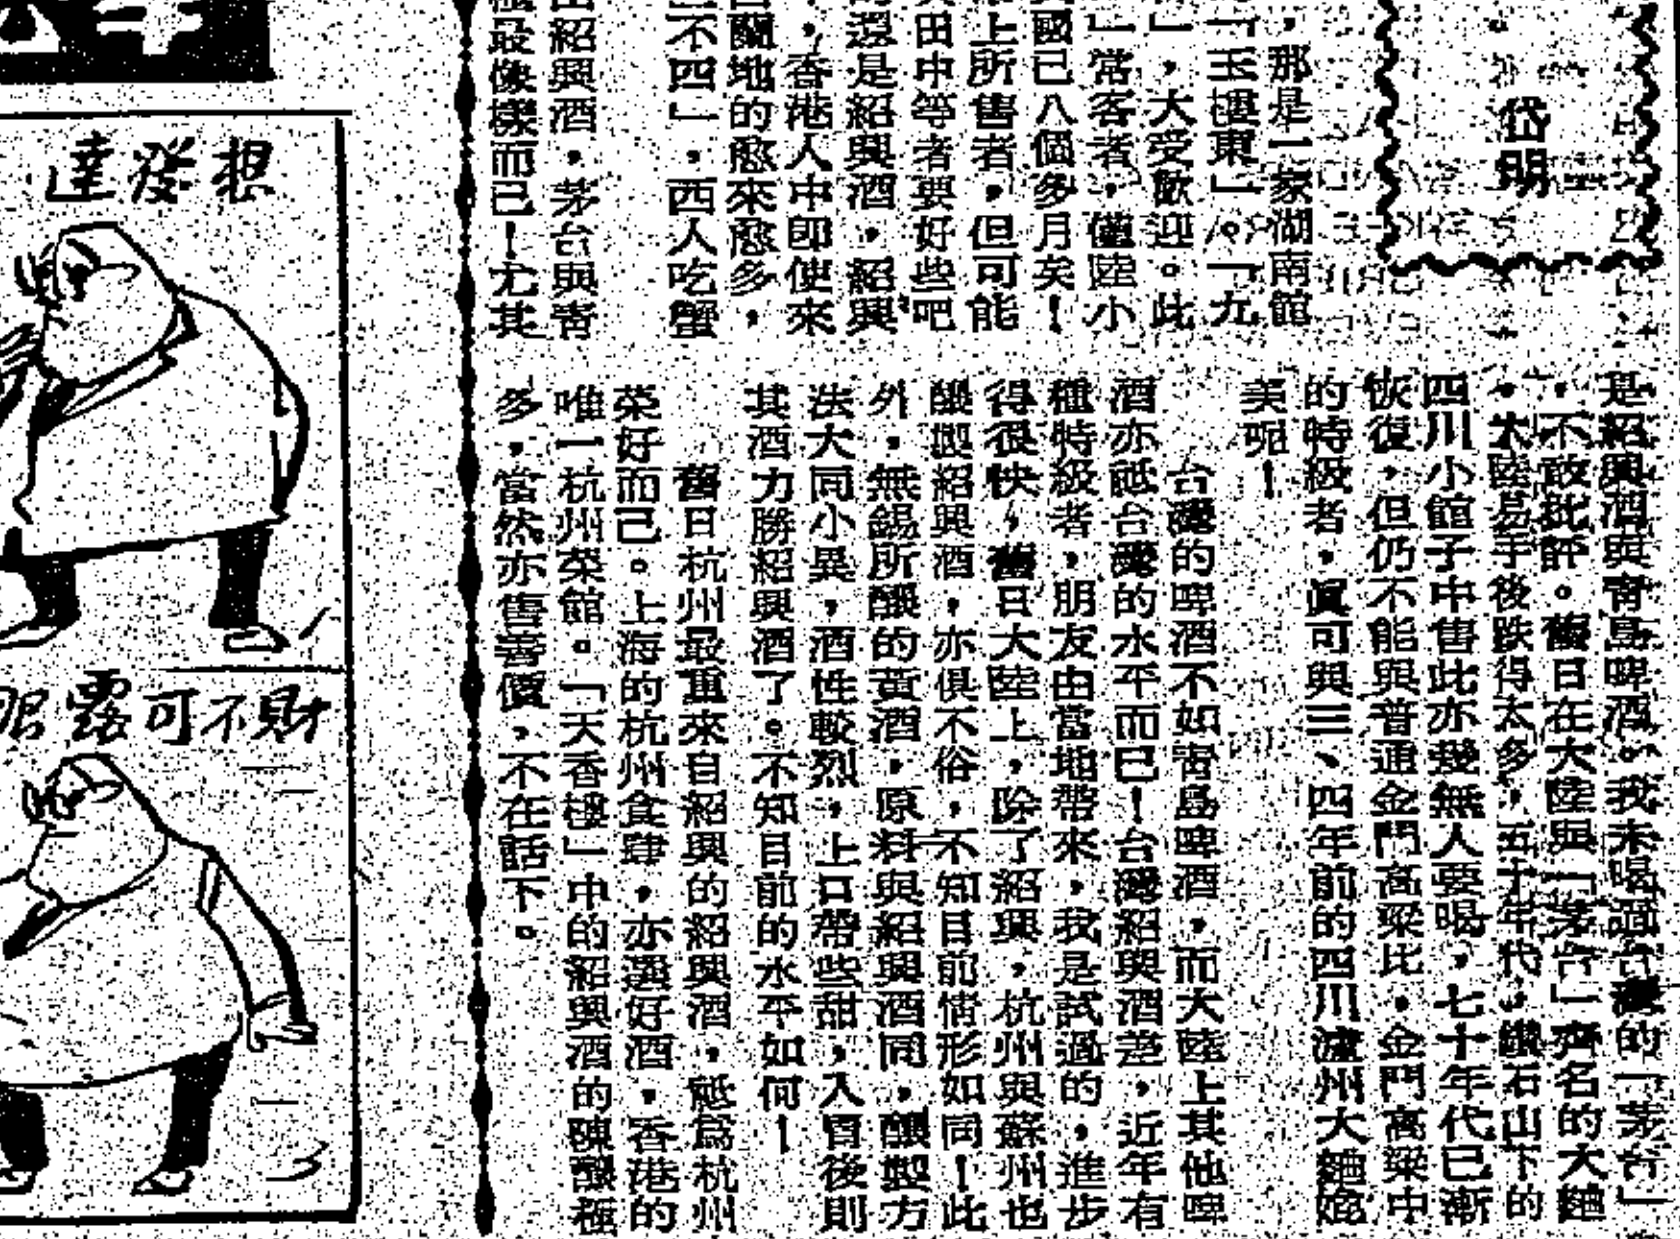 岱明
，那是一家湖南館
「玉樓東」。「九
」，大受歡迎。此
」常客者，僅陸小
國已八個多月矣！
上所售者，但可能
田中等者要好些吧
還是紹興酒，紹興
，香港人中即使來
關地的愈來愈多，
不四」，西人吃蟹
紹興酒，茅台與青
最像樣而已！尤其
是紹興酒與青島啤酒。我未喝過台灣的「茅台」
，不敢批評。舊日在大陸與「茅台」齊名的大麯
，大陸易手後跌得太多，五十年代，鑽石山下的
四川小館子中售此亦幾無人要喝，七十年代已漸
恢復，但仍不能與普通金門高粱比，金門高粱中
的特級者，眞可與三、四年前的四川瀘州大麯媲
美呢！
台灣的啤酒不如靑島啤酒，而大陸上其他啤
酒亦祗台灣的水平而已！台灣紹興酒差，近年有
種特級者，朋友由當地帶來，我是試過的，進步
得很快，舊日大陸上，除了紹興，杭州與蘇州也
釀製紹興酒，亦俱不俗，不知目前情形如同！此
外，無錫所釀的黃酒，原料與紹興酒同，釀製方
法大同小異，酒性較烈，上口帶些甜，入胃後則
其酒力勝紹興酒了。不知目前的水平如何！
舊日杭州最重來自紹興的紹興酒，祗爲杭州
菜好而已。上海的杭州食肆，亦選好酒，香港的
唯一杭州菜館。「天香樓」中的紹興酒的陳釀極
多，當然亦售善價，不在話下。
想發達
財不可露眼